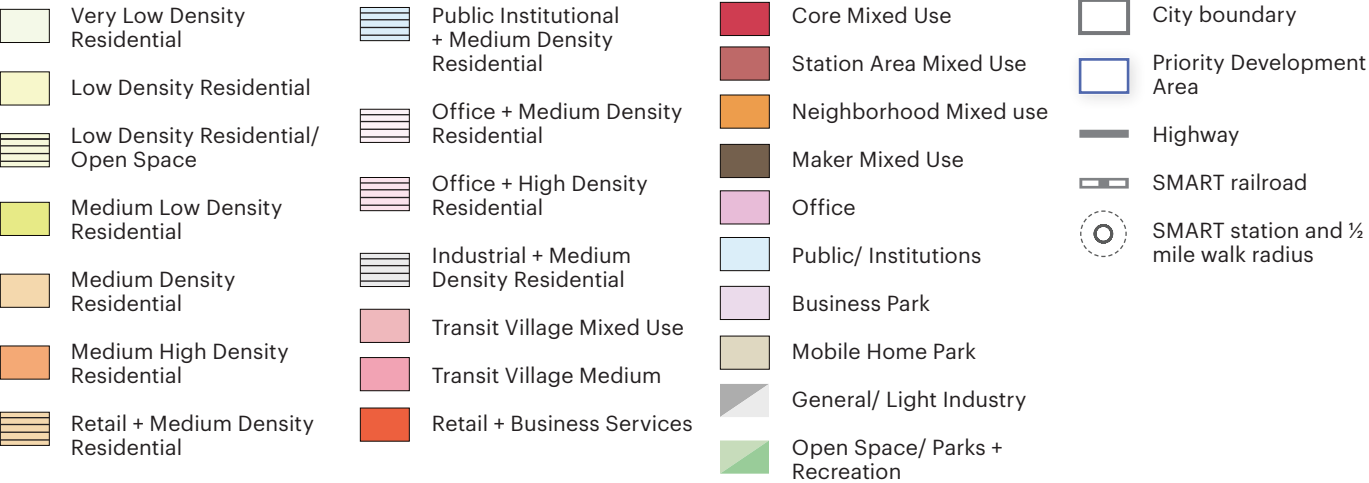 Very Low Density
Residential
Low Density Residential
Low Density Residential/
Open Space
Medium Low Density
Residential
Medium Density
Residential
Medium High Density
Residential
Retail + Medium Density
Residential
Public Institutional
+ Medium Density
Residential
Office + Medium Density
Residential
Office + High Density
Residential
Industrial + Medium
Density Residential
Transit Village Mixed Use
Transit Village Medium
Retail + Business Services
Core Mixed Use
Station Area Mixed Use
Neighborhood Mixed use
Maker Mixed Use
Office
Public/ Institutions
Business Park
Mobile Home Park
General/ Light Industry
Open Space/ Parks +
Recreation
City boundary
Priority Development
Area
Highway
SMART railroad
SMART station and ½
mile walk radius